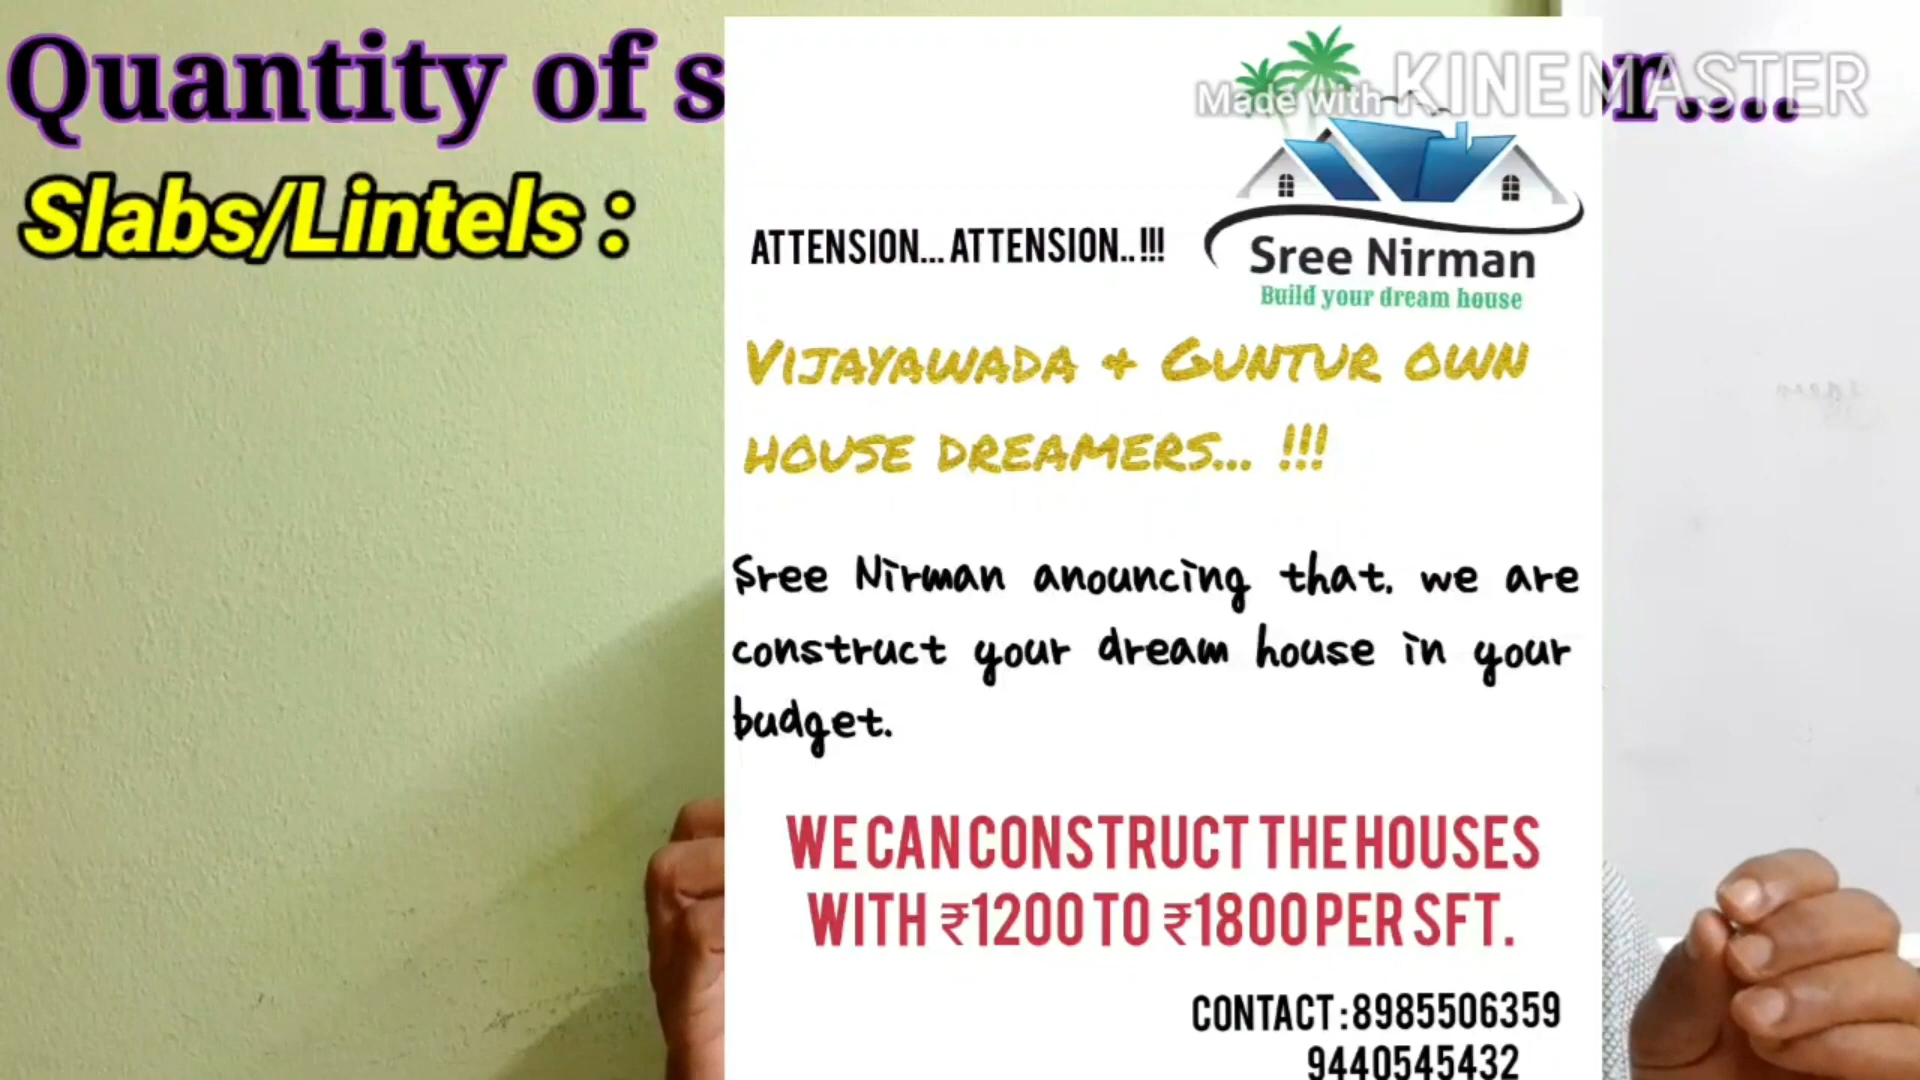 Quantity of s
r....
Made with KINEMASTER
Slabs/Lintels :
ATTENSION... ATTENSION..!!!
Sree Nirman
Build your dream house
VIJAYAWADA + GUNTUR OWN
HOUSE DREAMERS... !!!
Sree Nirman anouncing that. we are
construct your dream house in your
budget.
WE CAN CONSTRUCT THE HOUSES
WITH ₹1200 TO ₹1800 PER SFT.
CONTACT :8985506359
9440545432